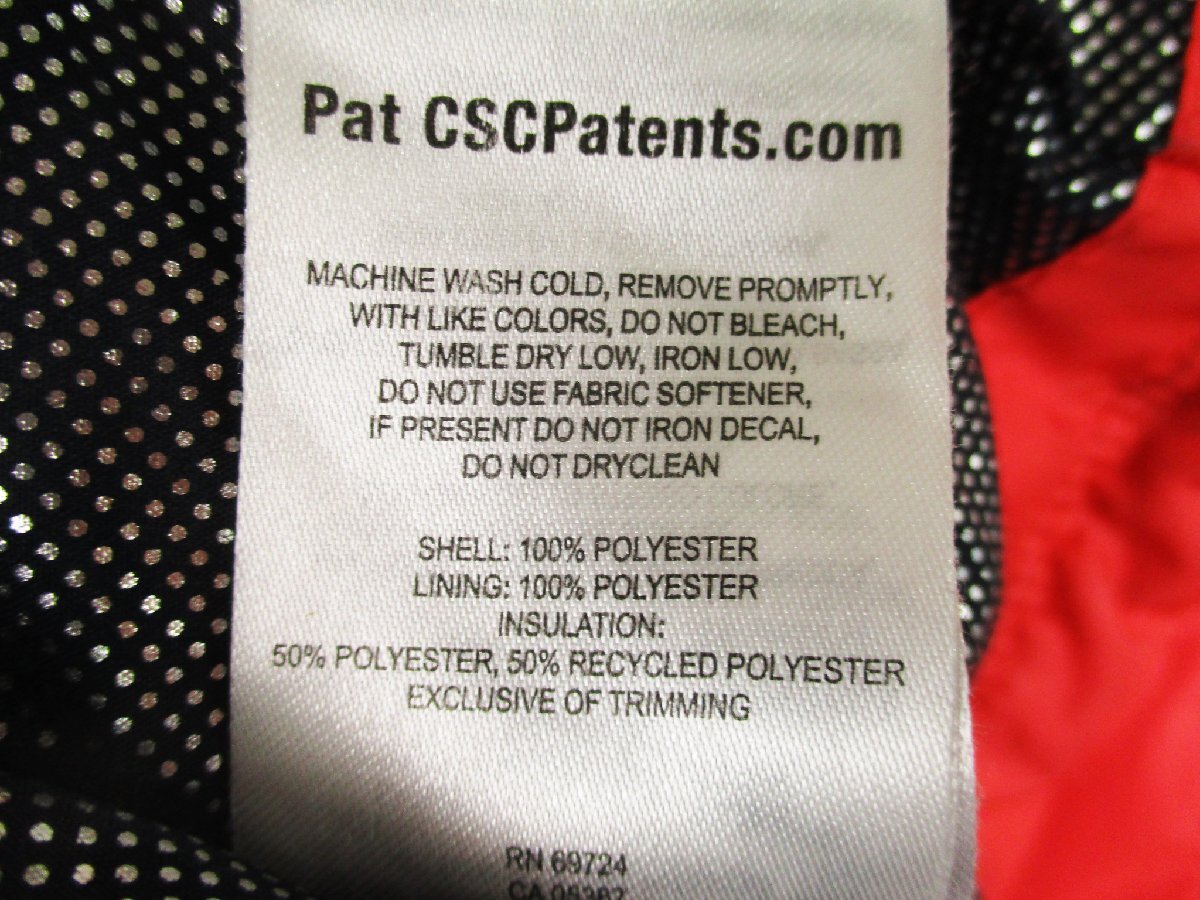 Pat CSCPatents.com
MACHINE WASH COLD, REMOVE PROMPTLY,
WITH LIKE COLORS, DO NOT BLEACH,
TUMBLE DRY LOW, IRON LOW,
DO NOT USE FABRIC SOFTENER,
IF PRESENT DO NOT IRON DECAL,
DO NOT DRYCLEAN
SHELL: 100% POLYESTER
LINING: 100% POLYESTER
INSULATION:
50% POLYESTER, 50% RECYCLED POLYESTER
EXCLUSIVE OF TRIMMING
RN 69724
CA